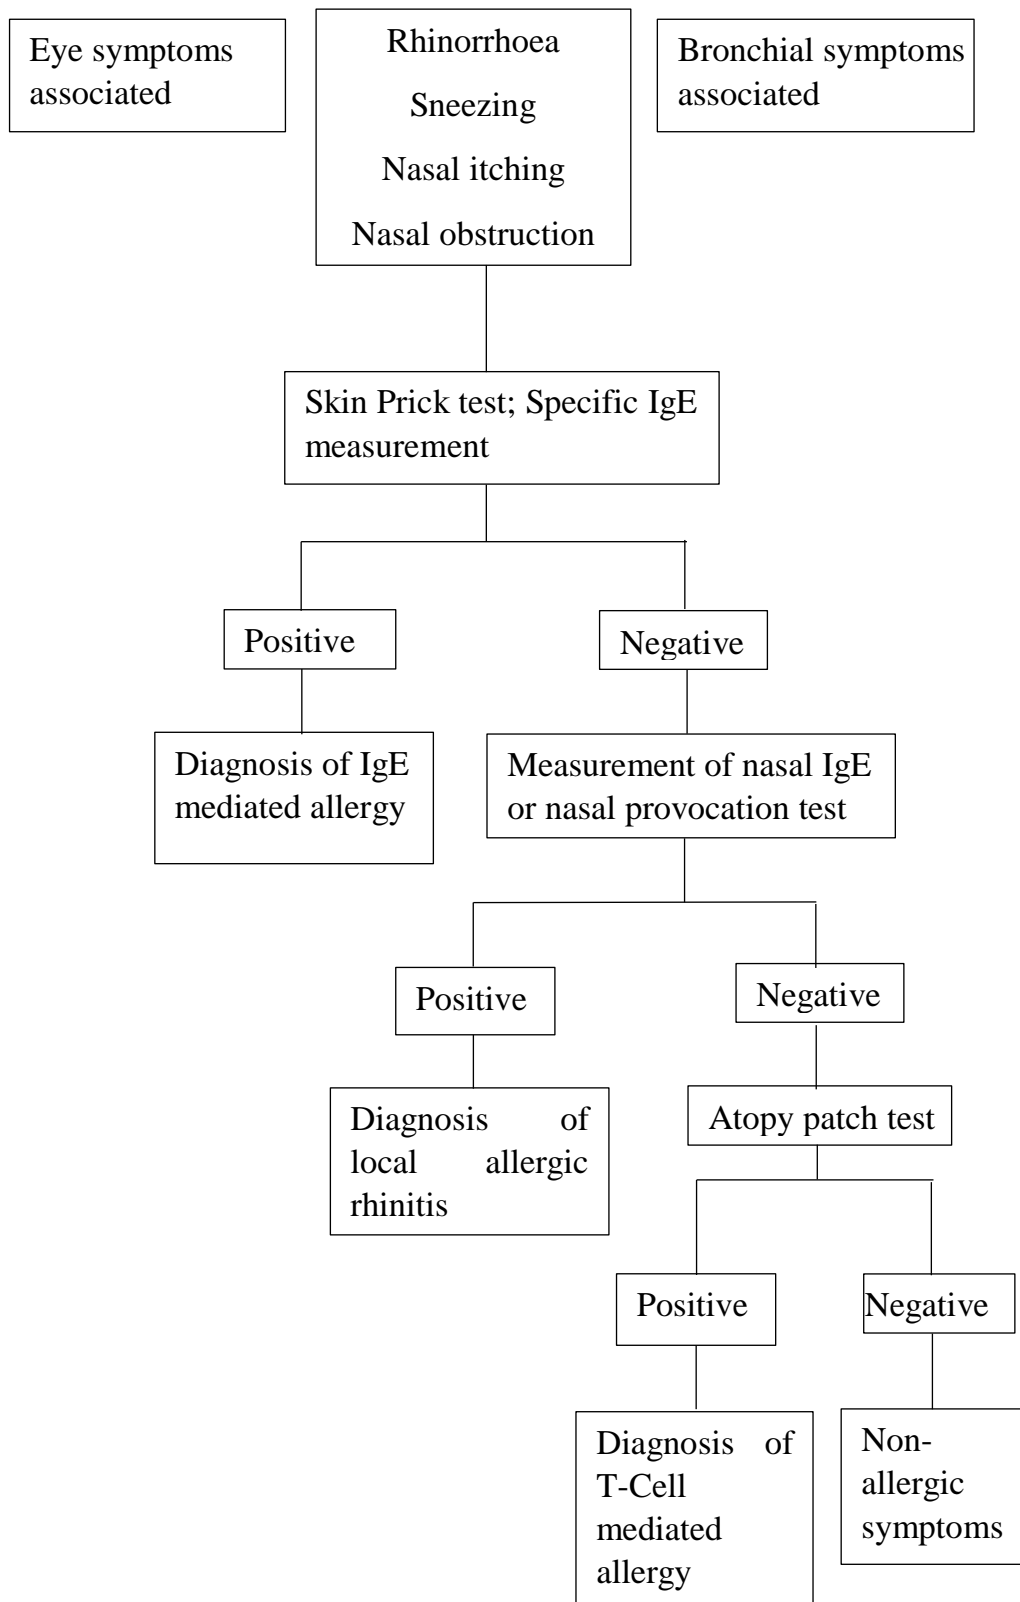 Eye symptoms
associated
Rhinorrhoea
Sneezing
Nasal itching
Nasal obstruction
Bronchial symptoms
associated
Skin Prick test; Specific IgE
measurement
Positive
Negative
Diagnosis of IgE
mediated allergy
Measurement of nasal IgE
or nasal provocation test
Positive
Negative
Diagnosis of
local allergic
rhinitis
Atopy patch test
Positive
Negative
Diagnosis of
T-Cell
mediated
allergy
Non-
allergic
symptoms